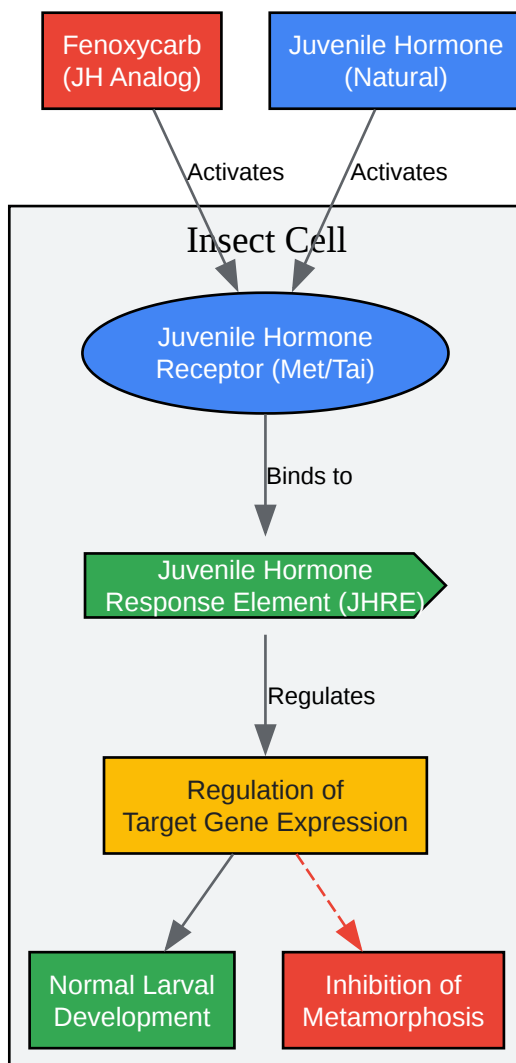 Fenoxycarb
(JH Analog)
Juvenile Hormone
(Natural)
Activates
Activates
Insect Cell
Juvenile Hormone
Receptor (Met/Tai)
Binds to
Juvenile Hormone
Response Element (JHRE)
Regulates
Regulation of
Target Gene Expression
Normal Larval
Development
Inhibition of
Metamorphosis